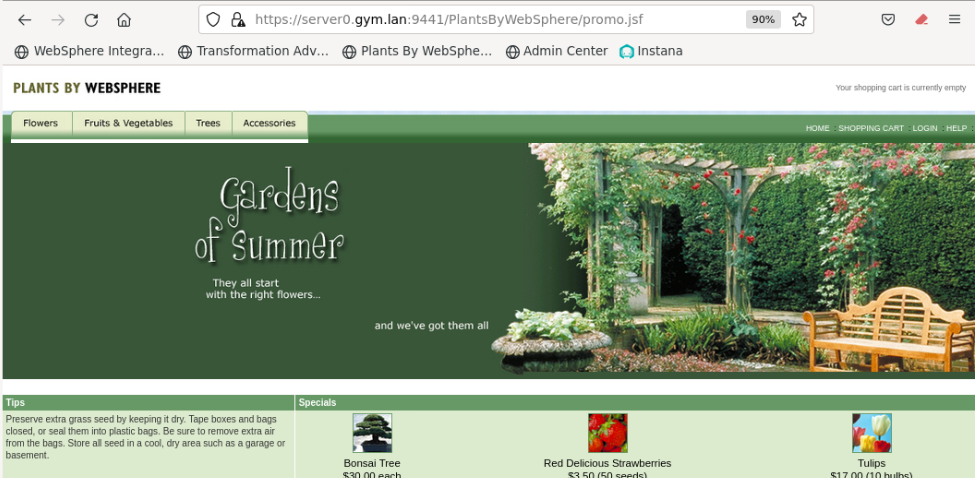 https://server0.gym.lan:9441/PlantsByWebSphere/promo.jsf
90%
WebSphere Integra...
Transformation Adv...
Plants By WebSphe...
Admin Center
Instana
PLANTS BY WEBSPHERE
Your shopping cart is currently empty
Flowers
Fruits & Vegetables
Trees
Accessories
HOME : SHOPPING CART : LOGIN : HELP
Gardens
of Summer
They all start
with the right flowers...
and we've got them all
Tips
Specials
Preserve extra grass seed by keeping it dry. Tape boxes and bags
closed, or seal them into plastic bags. Be sure to remove extra air
from the bags. Store all seed in a cool, dry area such as a garage or
basement.
Bonsai Tree
$30.00 each
Red Delicious Strawberries
$3.50 (50 seeds)
Tulips
$17.00 (10 bulbs)